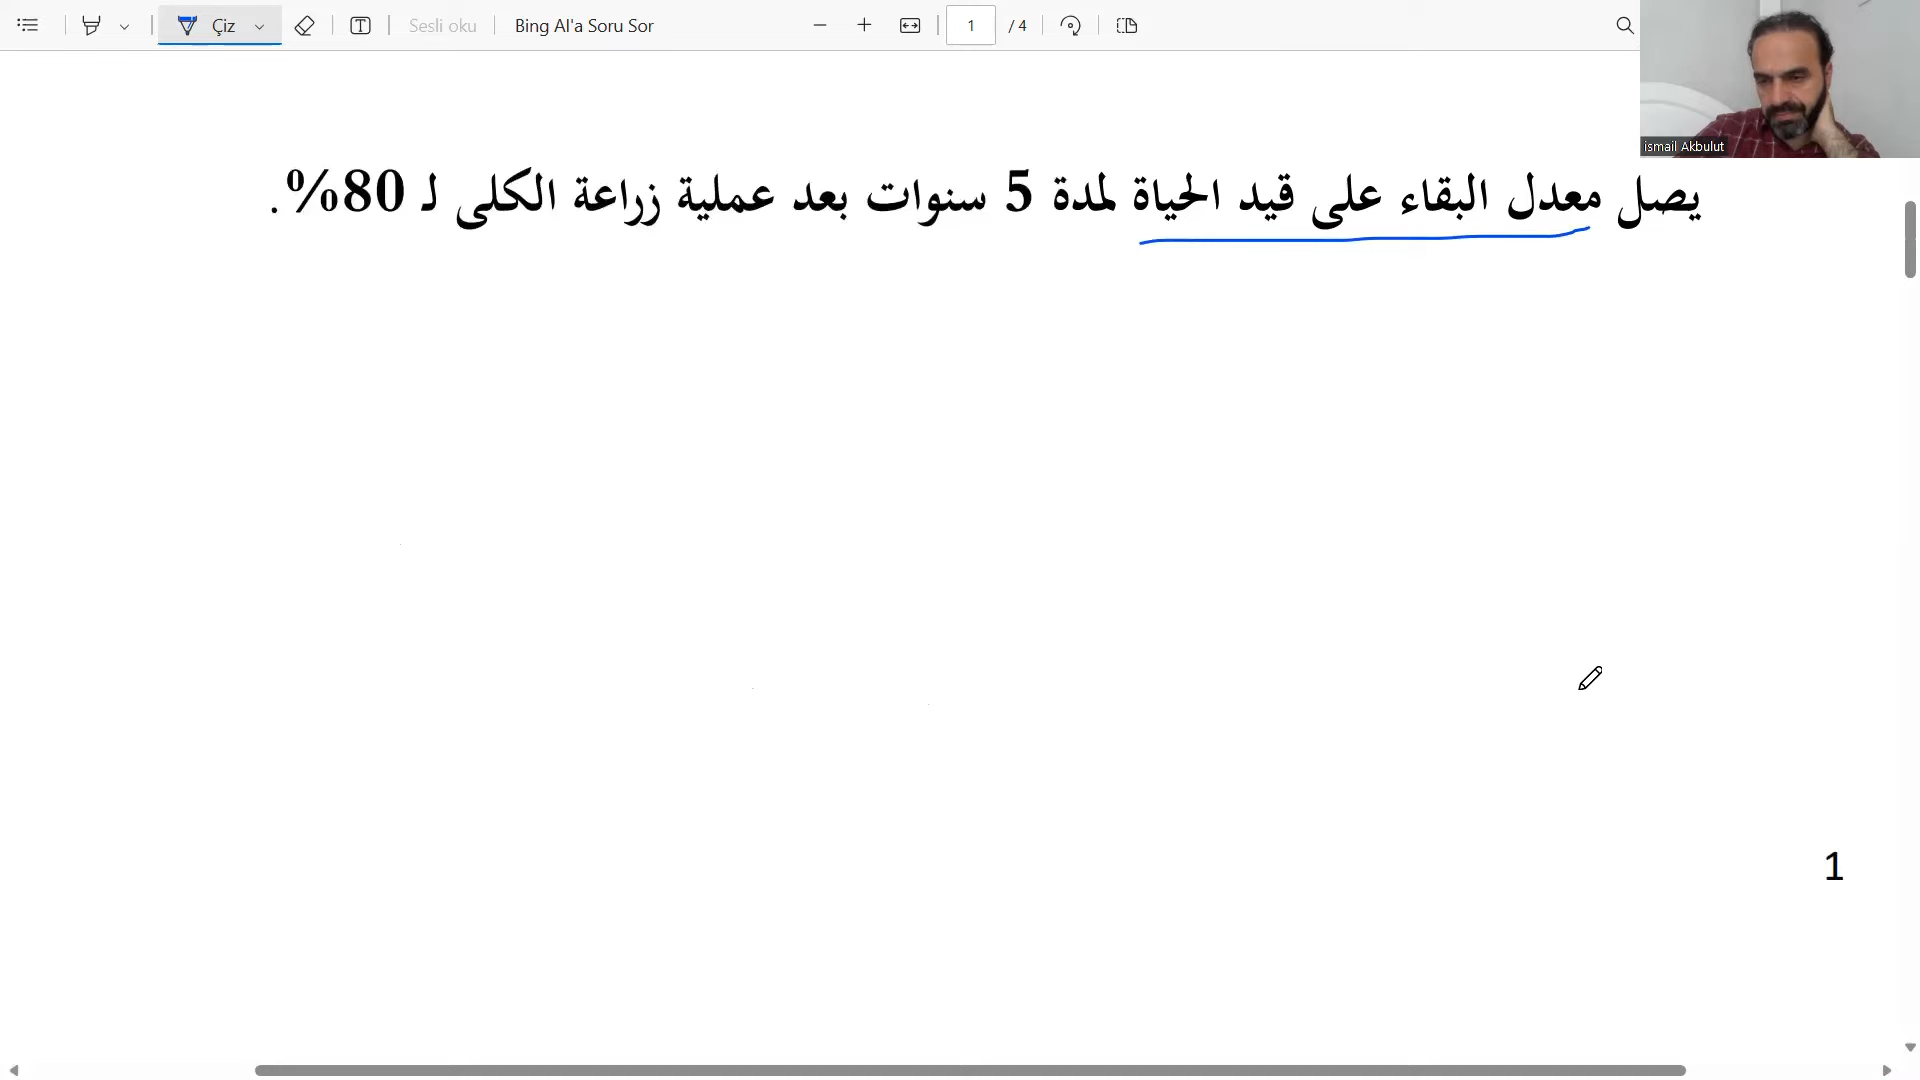 Çiz
Sesli oku
Bing AI'a Soru Sor
1 / 4
ismail Akbulut
يصل معدل البقاء على قيد الحياة لمدة 5 سنوات بعد عملية زراعة الكلى لـ 80%.
1